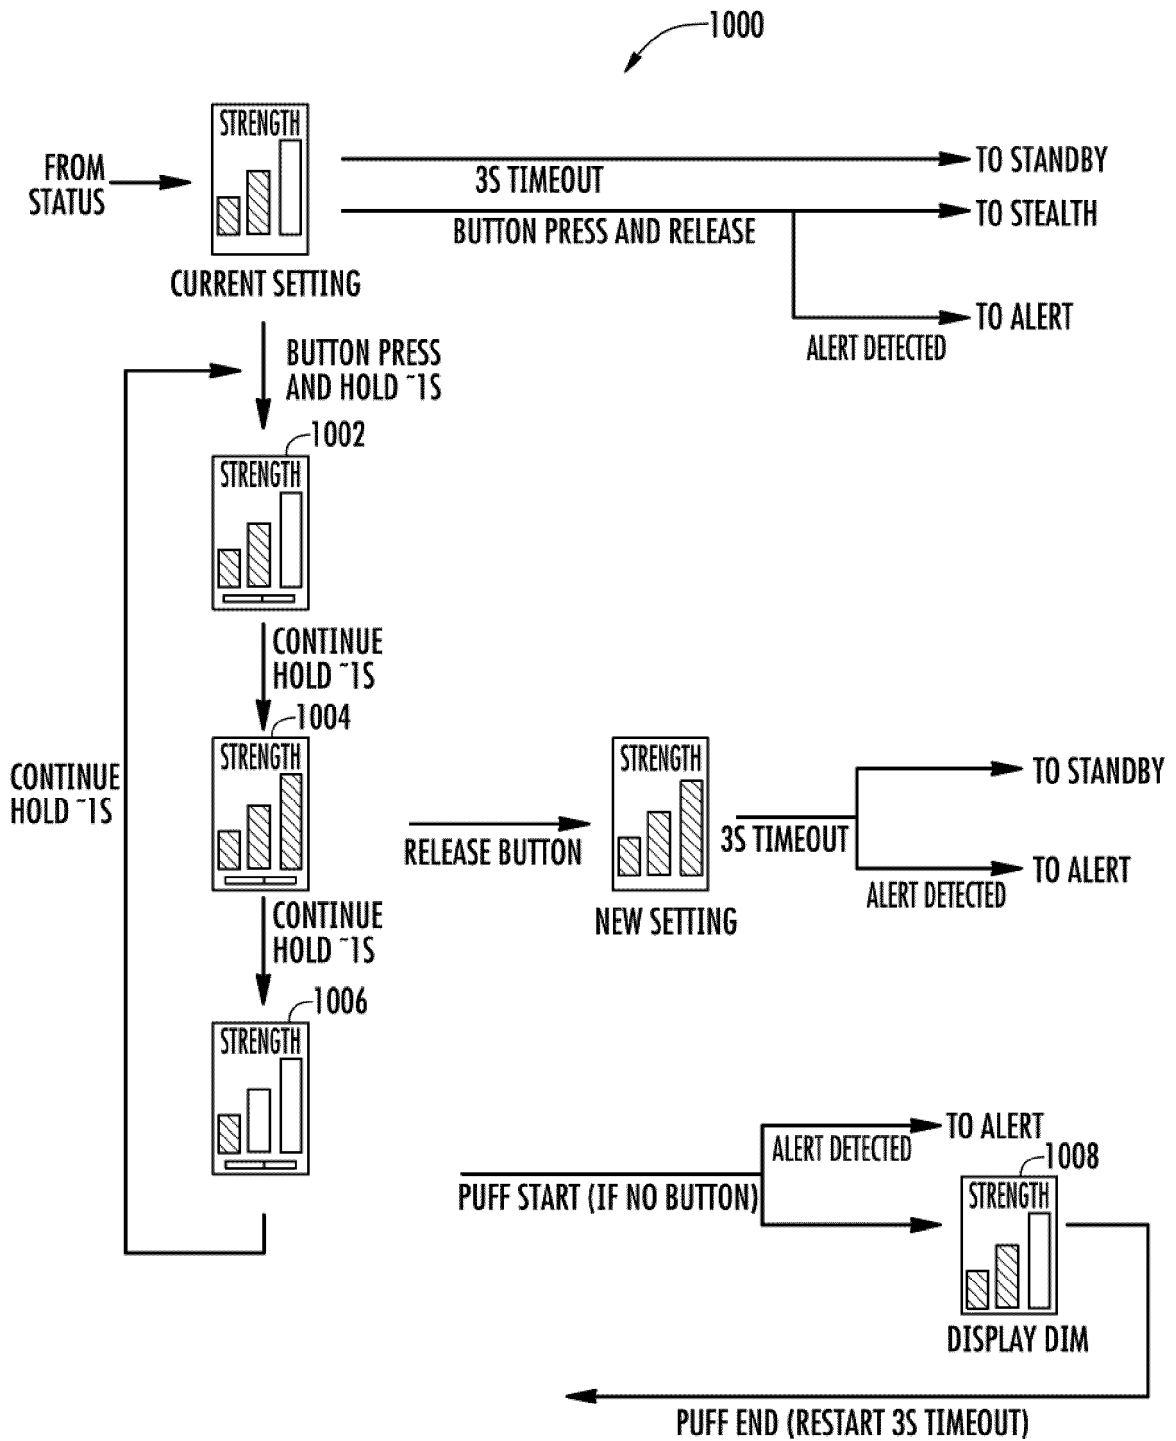 1000
STRENGTH
FROM
STATUS
3S TIMEOUT
TO STANDBY
BUTTON PRESS AND RELEASE
TO STEALTH
CURRENT SETTING
TO ALERT
ALERT DETECTED
BUTTON PRESS
AND HOLD ~1S
1002
STRENGTH
CONTINUE
HOLD ~1S
1004
STRENGTH
CONTINUE
HOLD ~1S
RELEASE BUTTON
STRENGTH
NEW SETTING
3S TIMEOUT
TO STANDBY
TO ALERT
ALERT DETECTED
CONTINUE
HOLD ~1S
1006
STRENGTH
PUFF START (IF NO BUTTON)
ALERT DETECTED
TO ALERT
1008
STRENGTH
DISPLAY DIM
PUFF END (RESTART 3S TIMEOUT)